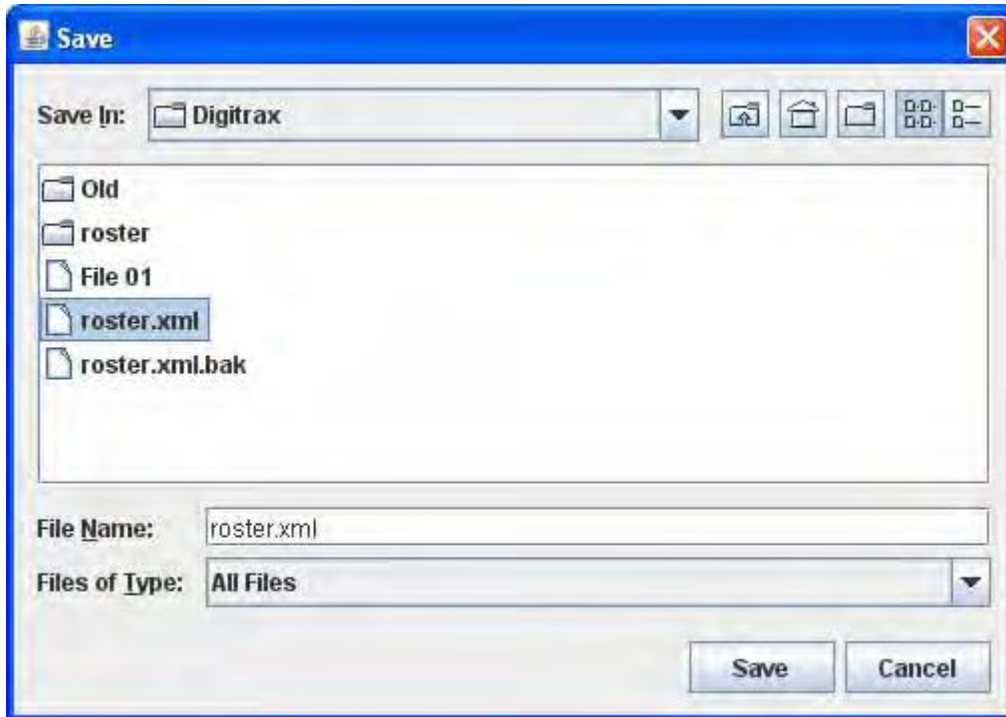 Save
Save In: Digitrax
Old
roster
File 01
roster.xml
roster.xml.bak
File Name: roster.xml
Files of Type: All Files
Save Cancel